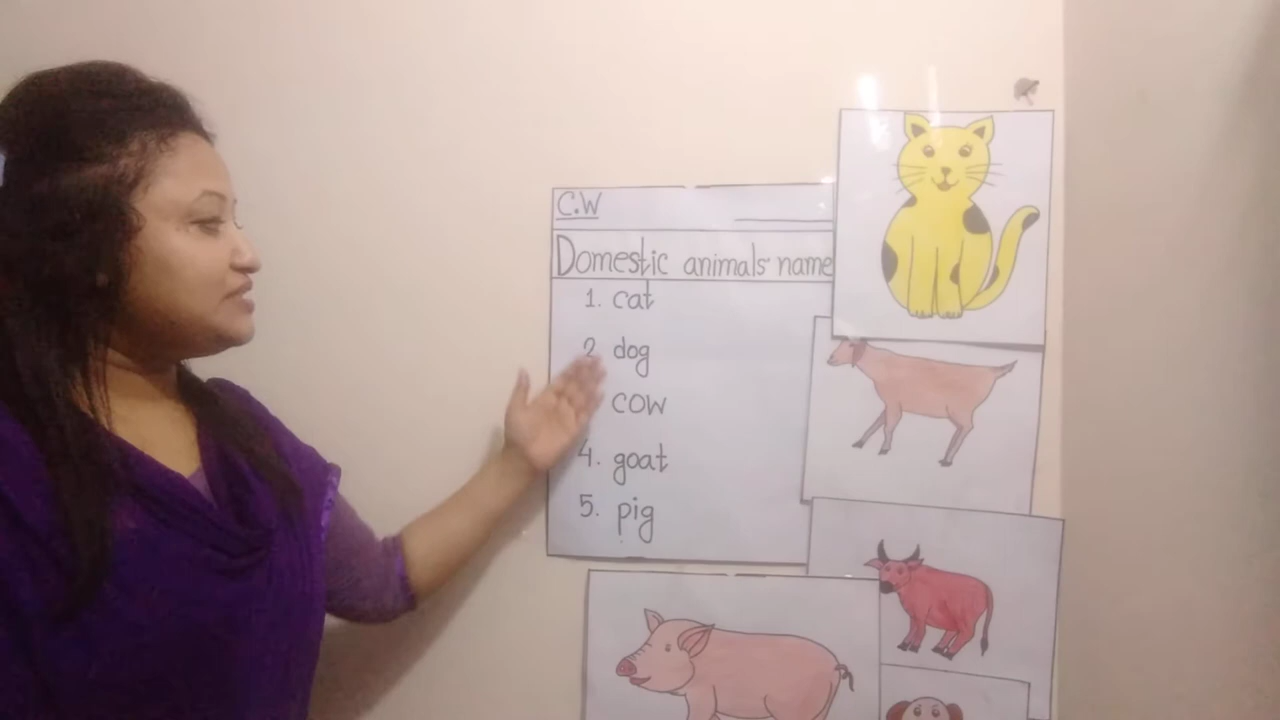 C.W
Domestic animals name
1. cat
2. dog
cow
4. goat
5. pig